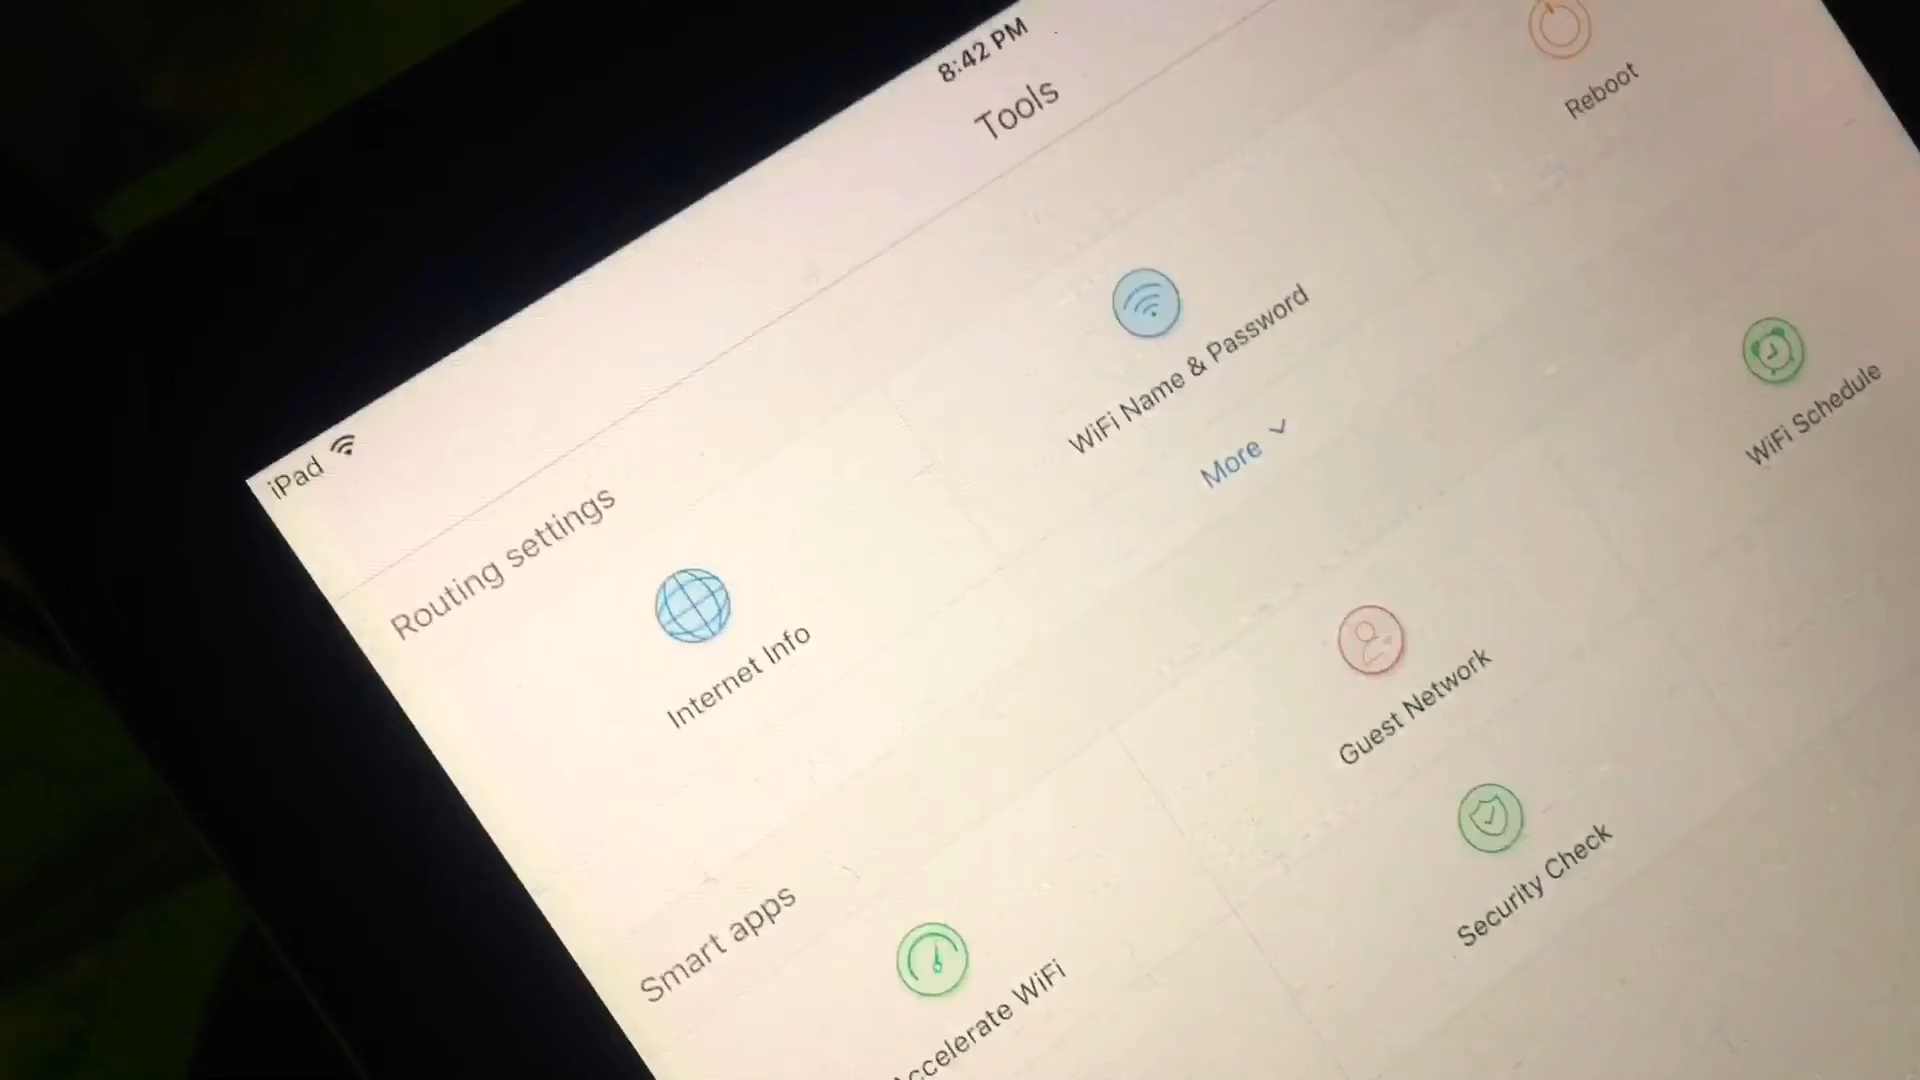 iPad
8:42 PM
Tools
Routing settings
Internet Info
WiFi Name & Password
Reboot
More
Smart apps
Accelerate WiFi
Guest Network
WiFi Schedule
Security Check